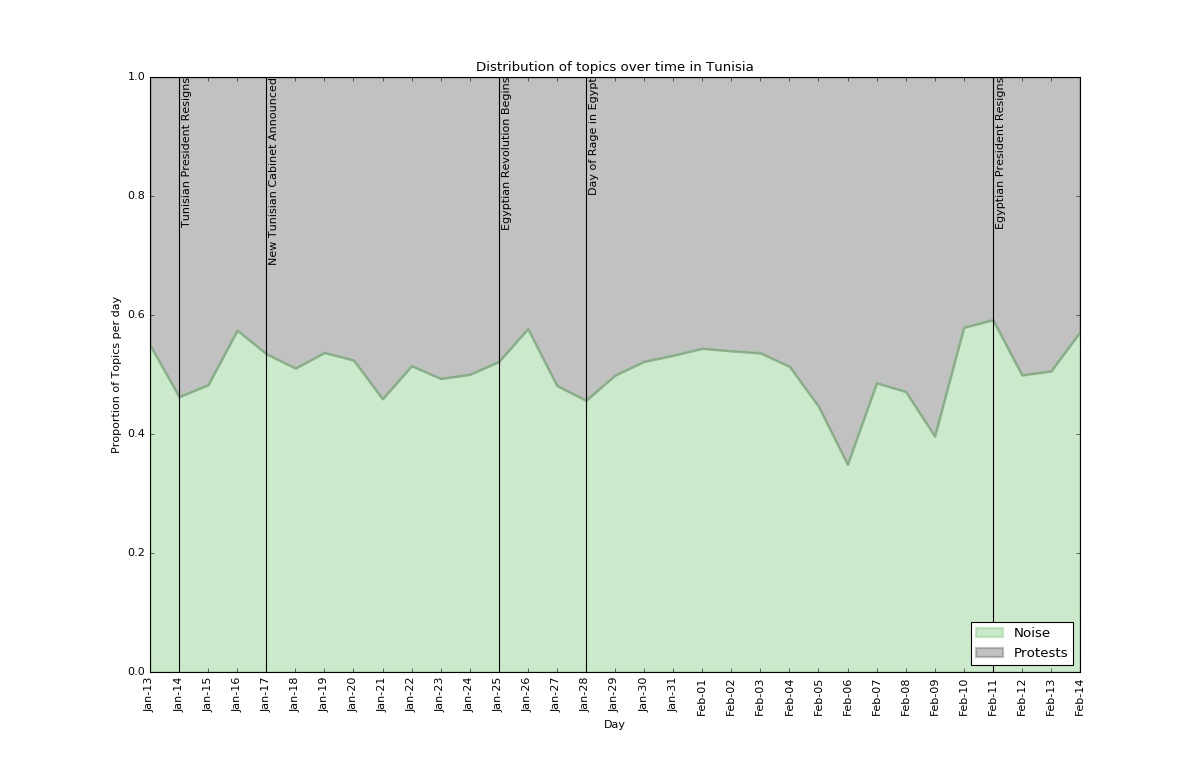 Distribution of topics over time in Tunisia
1.0
0.8
0.6
0.4
0.2
0.0
Proportion of Topics per day
Tunisian President Resigns
New Tunisian Cabinet Announced
Egyptian Revolution Begins
Day of Rage in Egypt
Egyptian President Resigns
Noise
Protests
Jan-13
Jan-14
Jan-15
Jan-16
Jan-17
Jan-18
Jan-19
Jan-20
Jan-21
Jan-22
Jan-23
Jan-24
Jan-25
Jan-26
Jan-27
Jan-28
Jan-29
Jan-30
Jan-31
Feb-01
Feb-02
Feb-03
Feb-04
Feb-05
Feb-06
Feb-07
Feb-08
Feb-09
Feb-10
Feb-11
Feb-12
Feb-13
Feb-14
Day